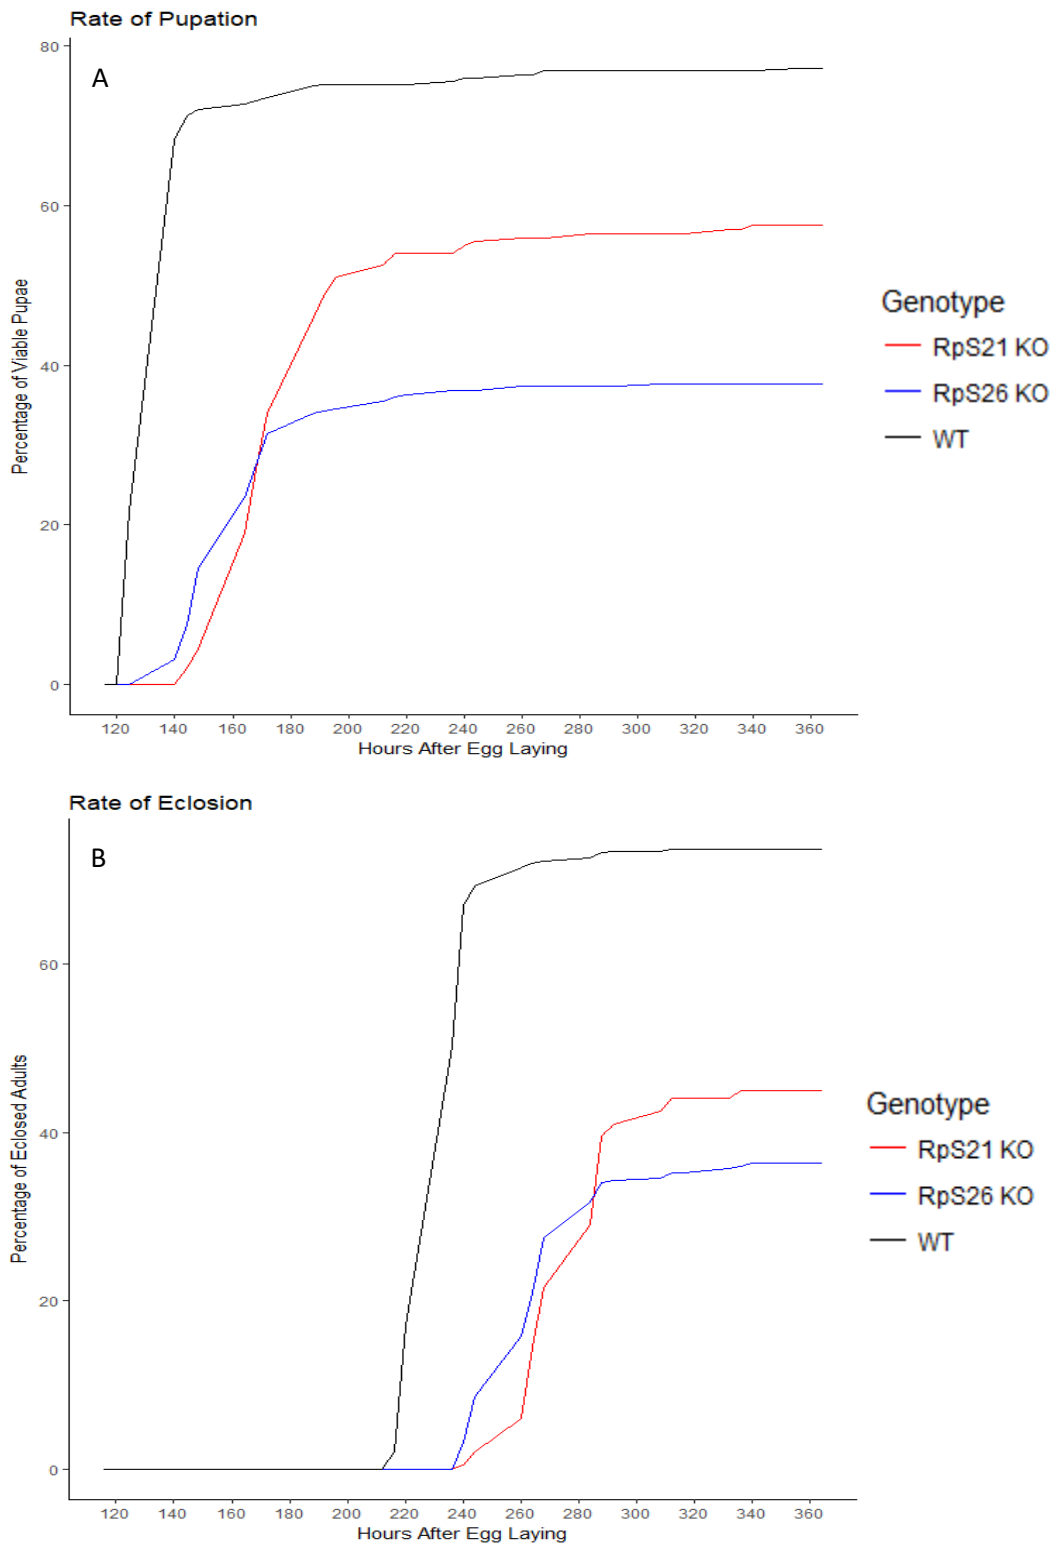 Rate of Pupation
A
80
60
40
20
0
Percentage of Viable Pupae
120 140 160 180 200 220 240 260 280 300 320 340 360
Hours After Egg Laying
Genotype
RpS21 KO
RpS26 KO
WT
Rate of Eclosion
B
60
40
20
0
Percentage of Eclosed Adults
120 140 160 180 200 220 240 260 280 300 320 340 360
Hours After Egg Laying
Genotype
RpS21 KO
RpS26 KO
WT